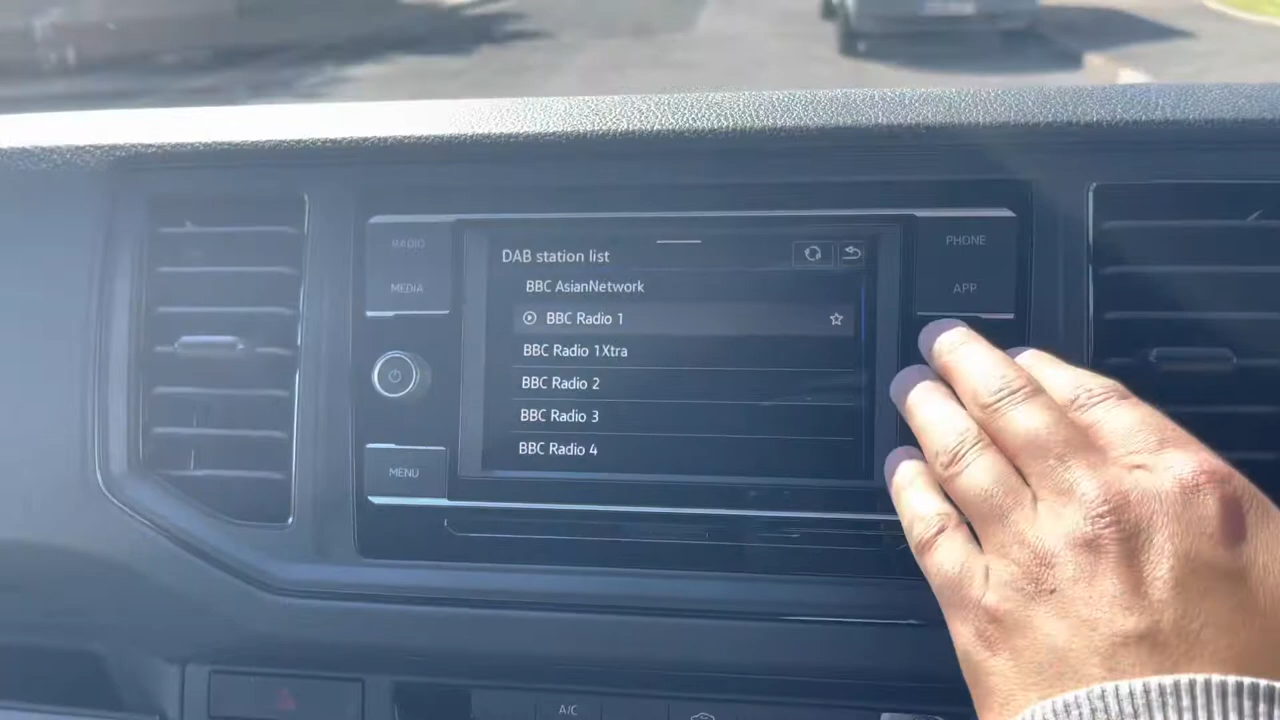 RADIO
MEDIA
MENU
DAB station list
BBC AsianNetwork
BBC Radio 1
BBC Radio 1Xtra
BBC Radio 2
BBC Radio 3
BBC Radio 4
PHONE
APP
A/C